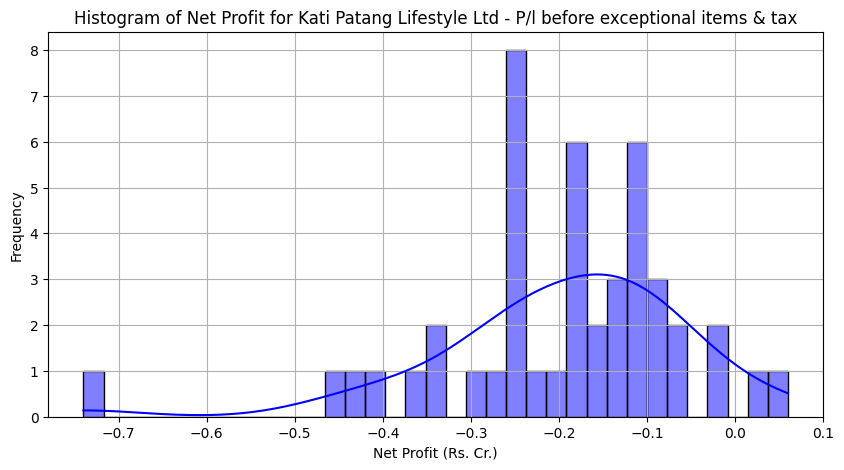 Histogram of Net Profit for Kati Patang Lifestyle Ltd - P/l before exceptional items & tax
8
7
6
5
4
3
2
1
0
Frequency
−0.7 −0.6 −0.5 −0.4 −0.3 −0.2 −0.1 0.0 0.1
Net Profit (Rs. Cr.)